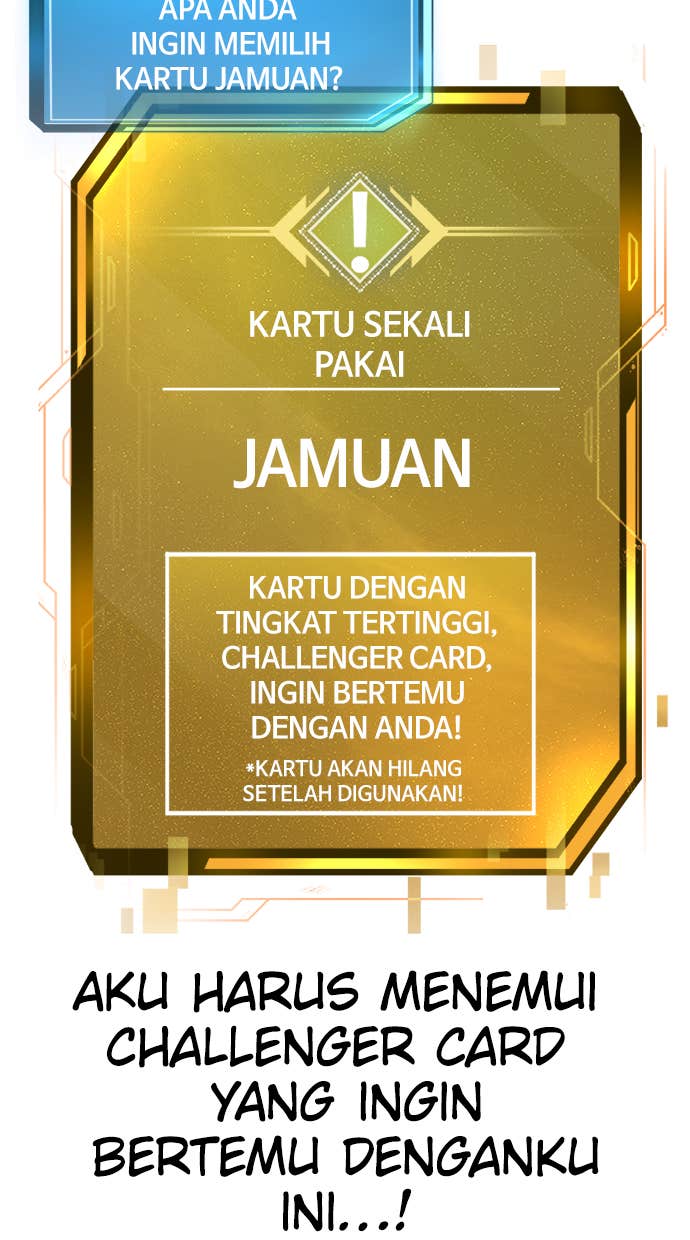 APA ANDA
INGIN MEMILIH
KARTU JAMUAN?
!
KARTU SEKALI
PAKAI
JAMUAN
KARTU DENGAN
TINGKAT TERTINGGI,
CHALLENGER CARD,
INGIN BERTEMU
DENGAN ANDA!
*KARTU AKAN HILANG
SETELAH DIGUNAKAN!
AKU HARUS MENEMUI
CHALLENGER CARD
YANG INGIN
BERTEMU DENGANKU
INI...!